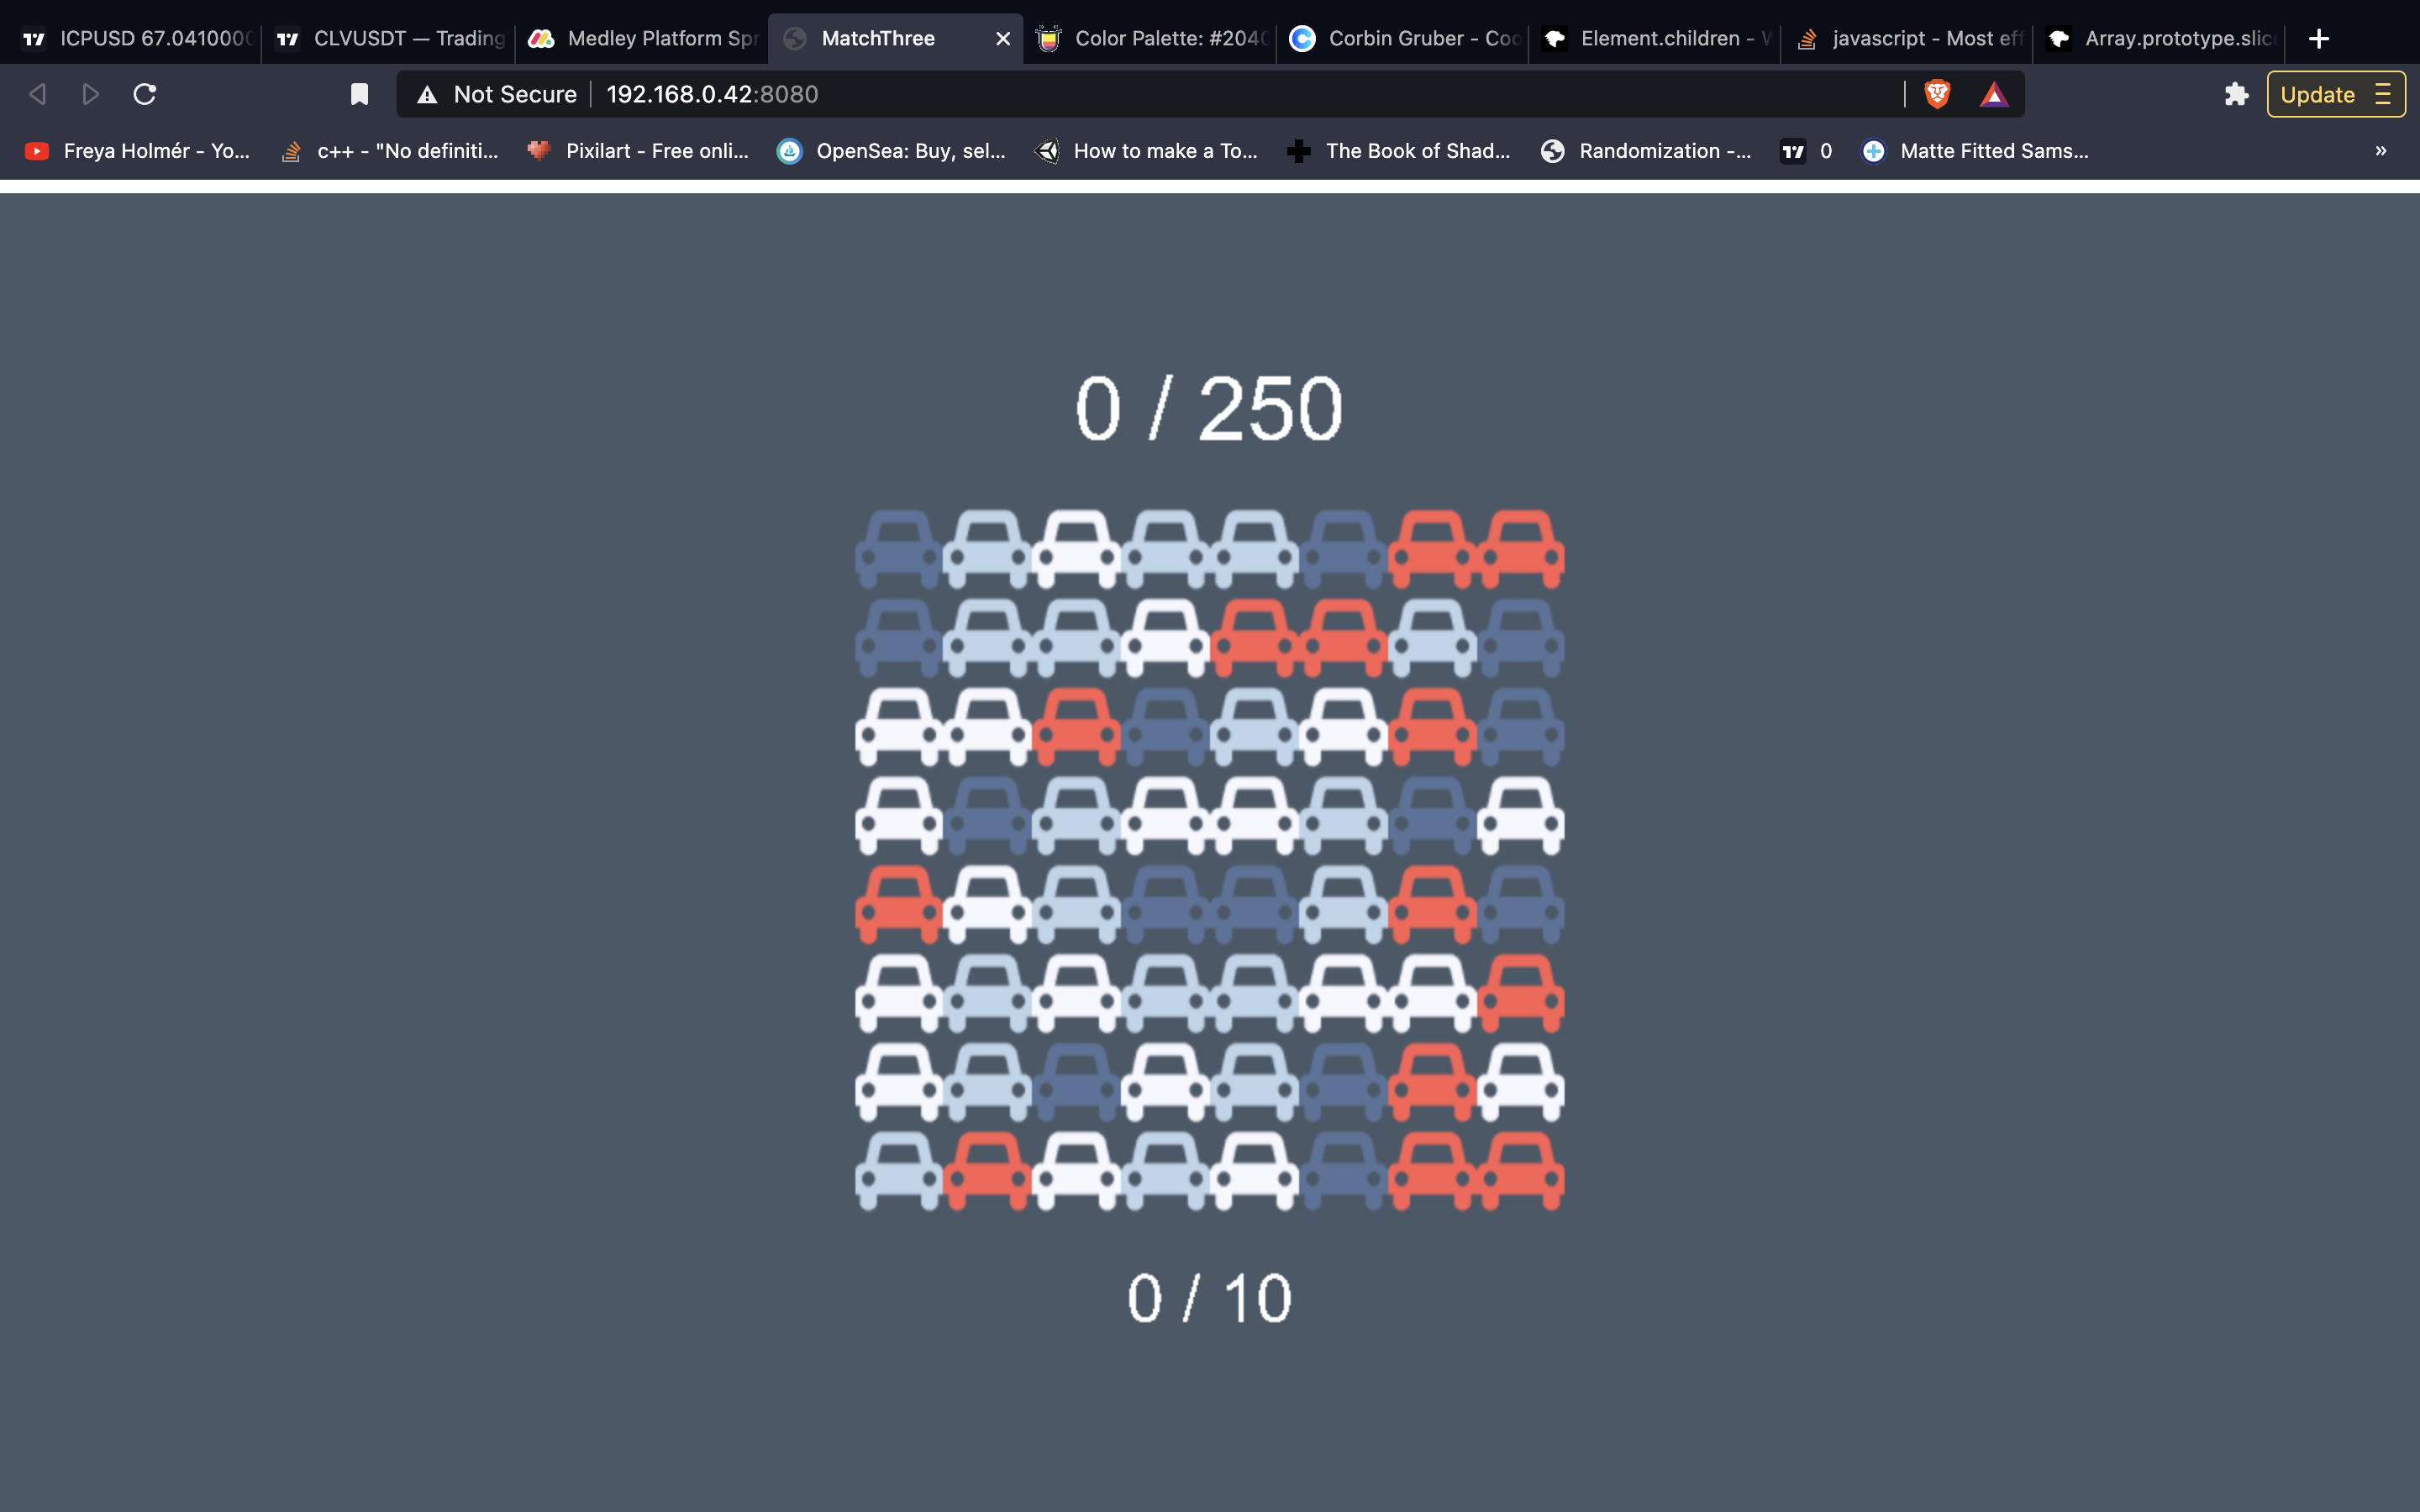 ICPUSD 67.041000
CLVUSDT — Trading
Medley Platform Spr
MatchThree
Color Palette: #204
Corbin Gruber - Coo
Element.children -
javascript - Most eff
Array.prototype.slic
Not Secure
192.168.0.42:8080
Update
Freya Holmér - Yo...
c++ - "No definiti...
Pixilart - Free onli...
OpenSea: Buy, sel...
How to make a To...
The Book of Shad...
Randomization -...
0
Matte Fitted Sams...
»
0 / 250
0 / 10